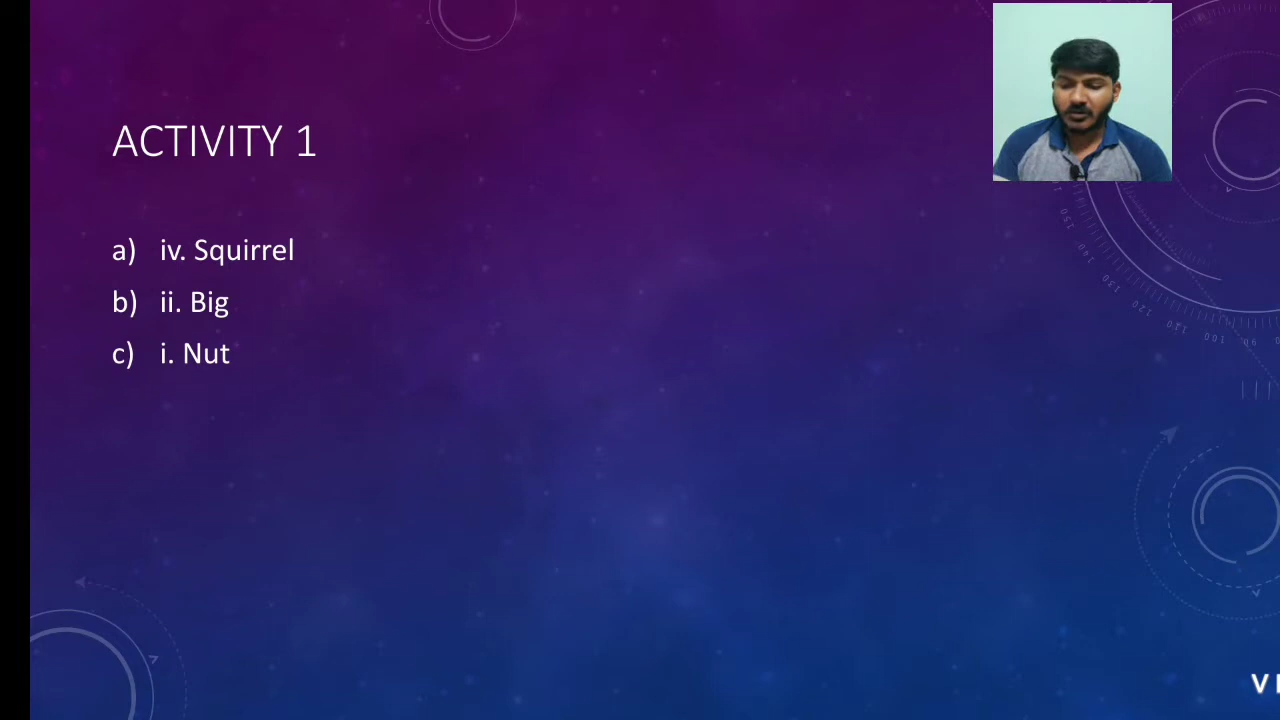 ACTIVITY 1
a) iv. Squirrel
b) ii. Big
c) i. Nut